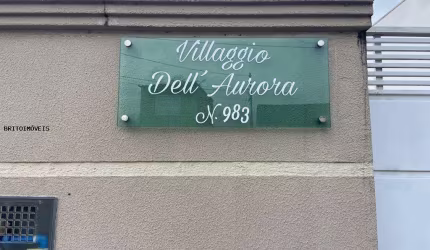 Villaggio
Dell' Aurora
N. 983
BRITOIMÓVEIS